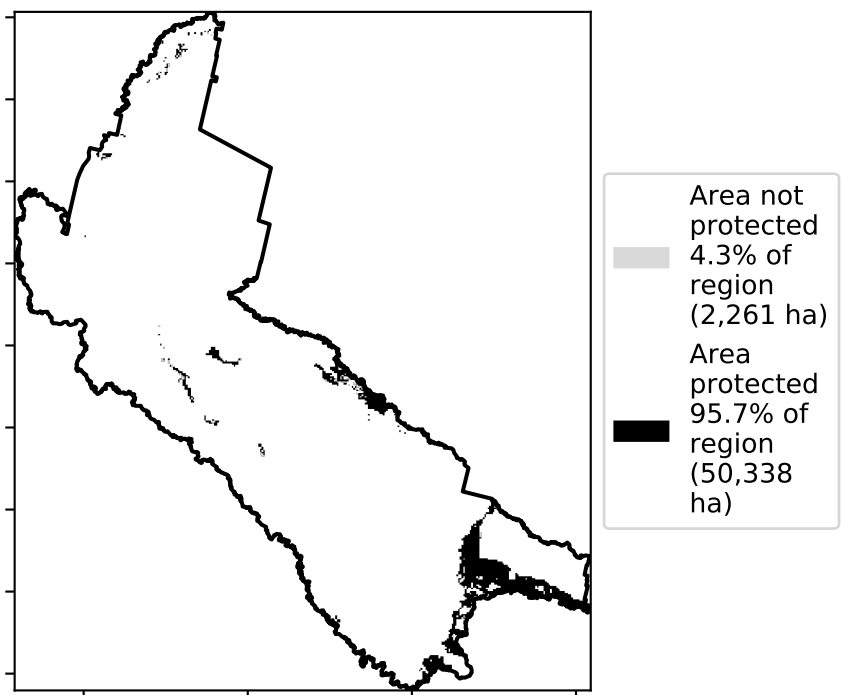 Area not
protected
4.3% of
region
(2,261 ha)
Area
protected
95.7% of
region
(50,338
ha)